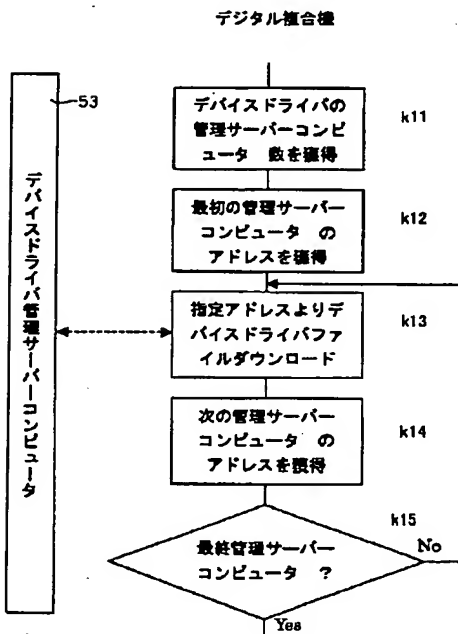 デジタル複合機
53
デバイスドライバ管理サーバーコンピュータ
デバイスドライバの
管理サーバーコンピ
ュータ 数を獲得
k11
最初の管理サーバー
コンピュータ の
アドレスを獲得
k12
指定アドレスよりデ
バイスドライバファ
イルダウンロード
k13
次の管理サーバー
コンピュータ の
アドレスを獲得
k14
k15
最終管理サーバー
コンピュータ ?
No
Yes